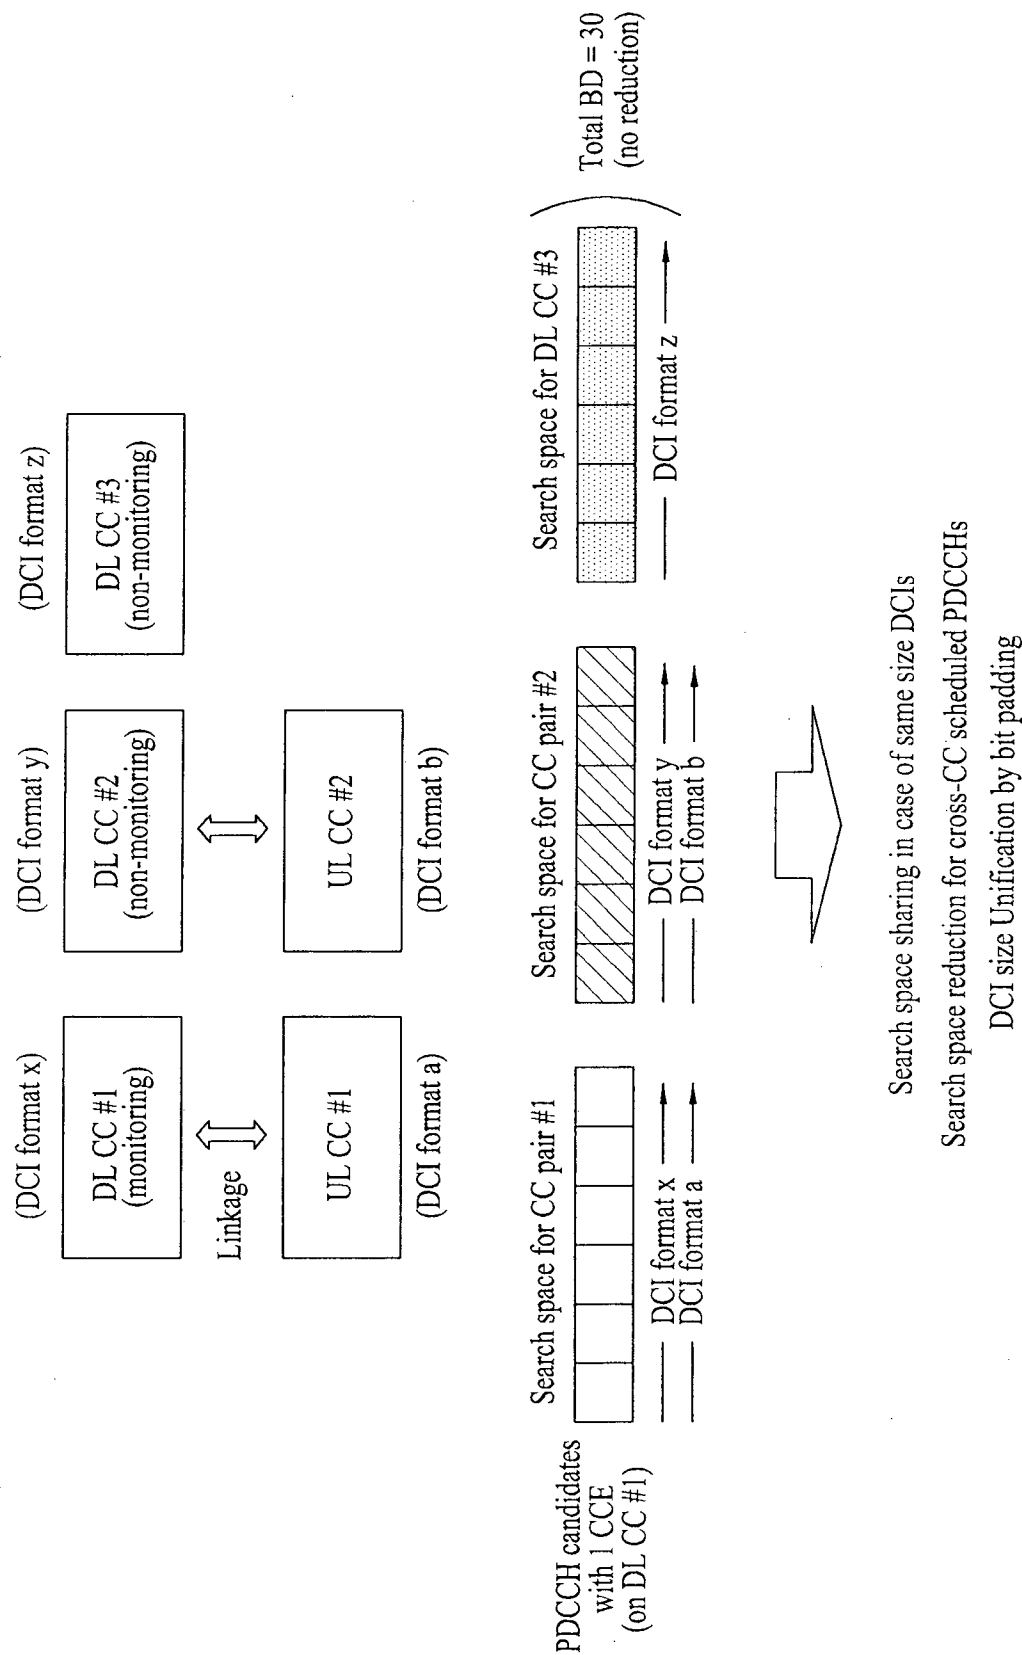 (DCI format x)
(DCI format y)
(DCI format z)
DL CC #1
(monitoring)
DL CC #2
(non-monitoring)
DL CC #3
(non-monitoring)
Linkage
UL CC #1
UL CC #2
(DCI format a)
(DCI format b)
Search space for CC pair #1
Search space for CC pair #2
Search space for DL CC #3
PDCCH candidates
with 1 CCE
(on DL CC #1)
Total BD = 30
(no reduction)
DCI format x
DCI format a
DCI format y
DCI format b
DCI format z
Search space sharing in case of same size DCIs
Search space reduction for cross-CC scheduled PDCCHs
DCI size Unification by bit padding